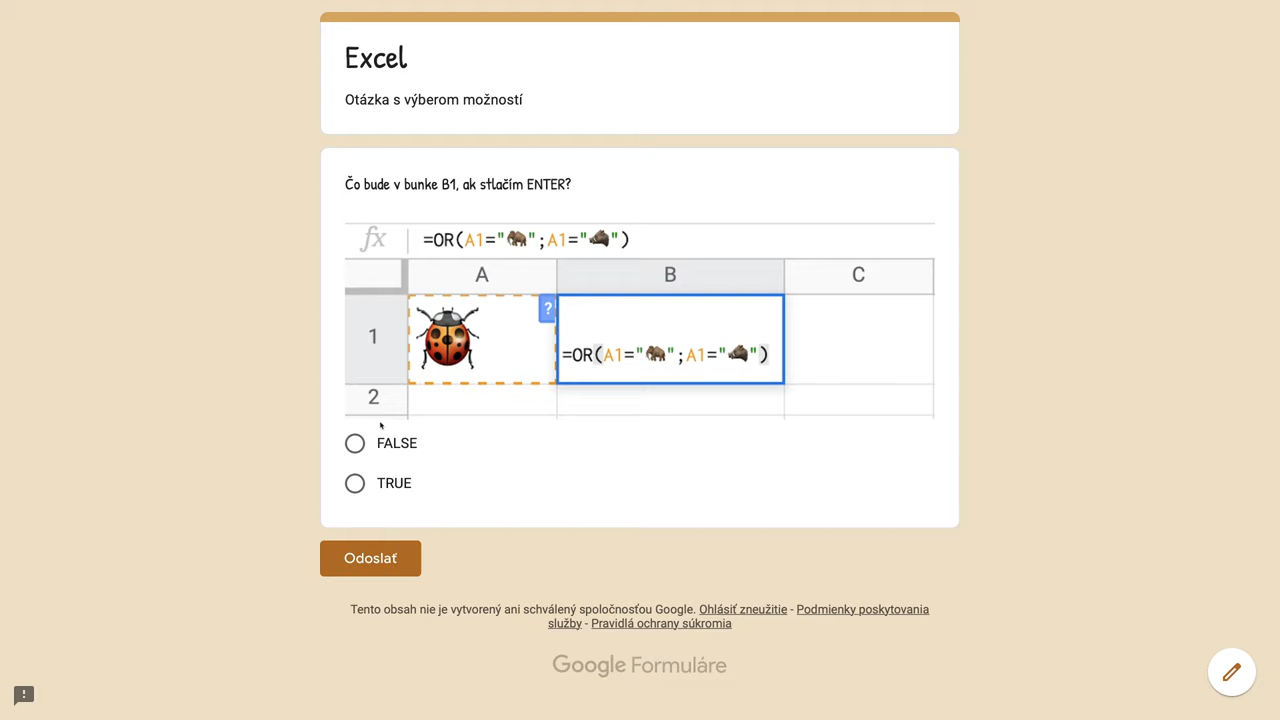 Excel
Otázka s výberom možností
Čo bude v bunke B1, ak stlačím ENTER?
fx =OR(A1="🦣";A1="🐗")
A B C
?
1 🐞 =OR(A1="🦣";A1="🐗")
2
FALSE
TRUE
Odoslať
Tento obsah nie je vytvorený ani schválený spoločnosťou Google. Ohlásiť zneužitie - Podmienky poskytovania
služby - Pravidlá ochrany súkromia
Google Formuláre